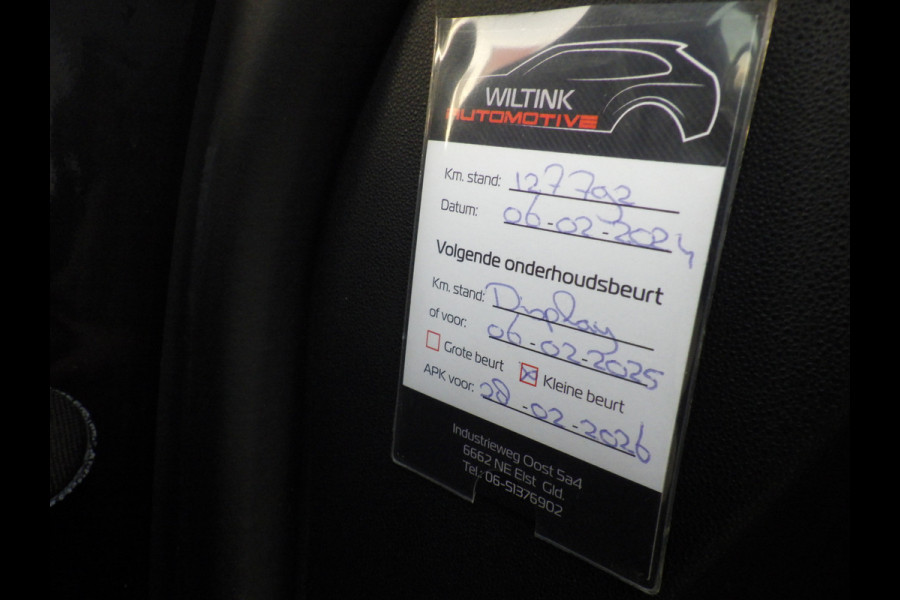 WILTINK
AUTOMOTIVE
Km. stand: 127792
Datum: 06-02-2024
Volgende onderhoudsbeurt
Km. stand: Display
of voor: 06-02-2025
Grote beurt Kleine beurt
APK voor: 28-02-2026
Industrieweg Oost 5a4
6662 NE Elst Gld.
Tel.: 06-51376902